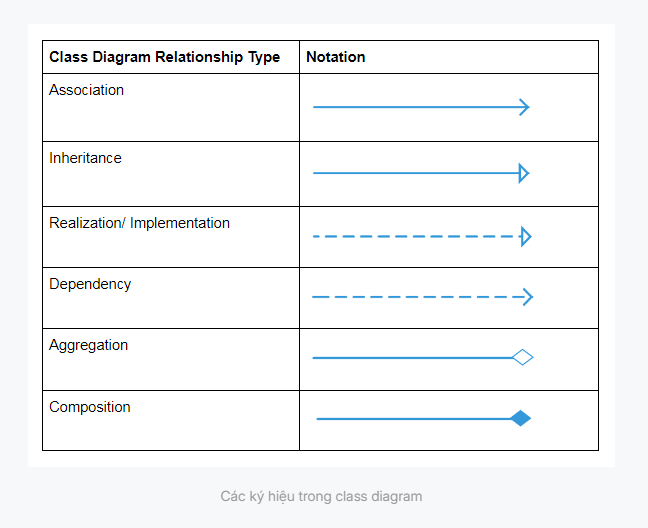 Class Diagram Relationship Type Notation
Association
Inheritance
Realization/ Implementation
Dependency
Aggregation
Composition
Các ký hiệu trong class diagram